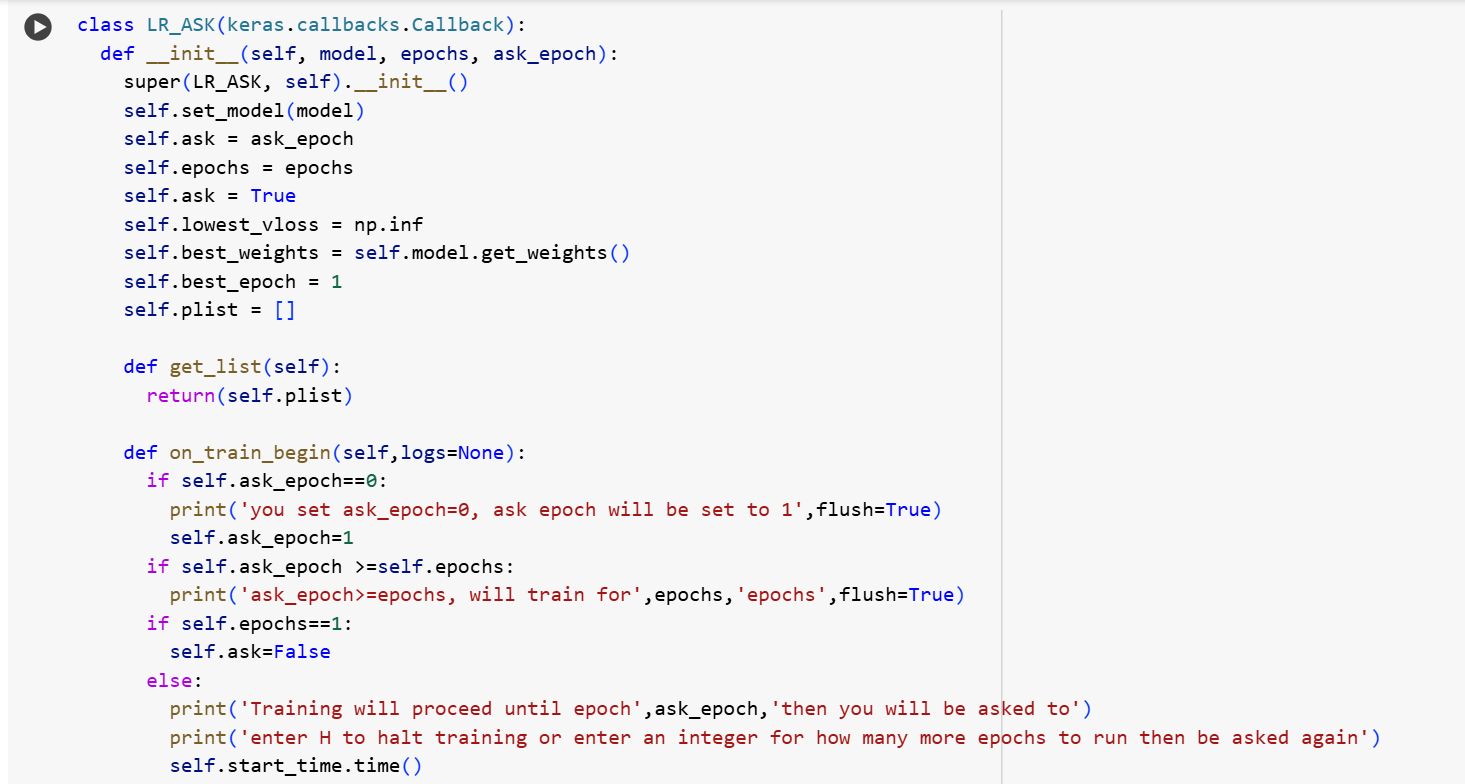 class LR_ASK(keras.callbacks.Callback):
  def __init__(self, model, epochs, ask_epoch):
    super(LR_ASK, self).__init__()
    self.set_model(model)
    self.ask = ask_epoch
    self.epochs = epochs
    self.ask = True
    self.lowest_vloss = np.inf
    self.best_weights = self.model.get_weights()
    self.best_epoch = 1
    self.plist = []

    def get_list(self):
      return(self.plist)

    def on_train_begin(self,logs=None):
      if self.ask_epoch==0:
        print('you set ask_epoch=0, ask epoch will be set to 1',flush=True)
        self.ask_epoch=1
      if self.ask_epoch >=self.epochs:
        print('ask_epoch>=epochs, will train for',epochs,'epochs',flush=True)
      if self.epochs==1:
        self.ask=False
      else:
        print('Training will proceed until epoch',ask_epoch,'then you will be asked to')
        print('enter H to halt training or enter an integer for how many more epochs to run then be asked again')
        self.start_time.time()